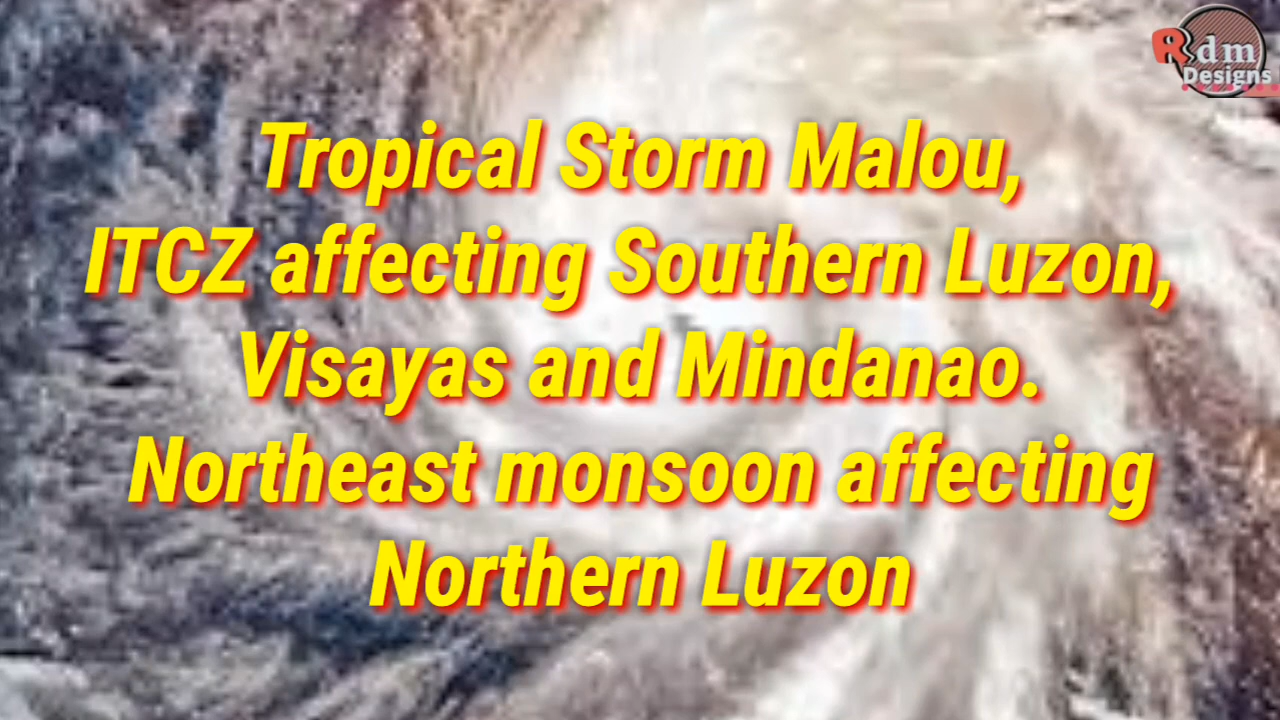 Rdm
Designs
Tropical Storm Malou,
ITCZ affecting Southern Luzon,
Visayas and Mindanao.
Northeast monsoon affecting
Northern Luzon